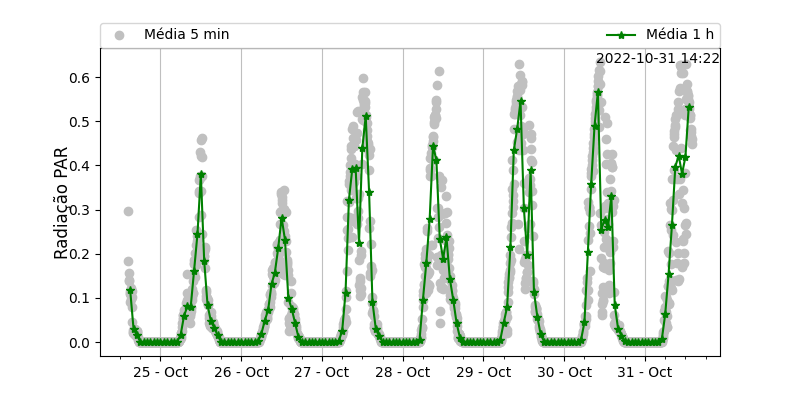 Média 5 min
Média 1 h
2022-10-31 14:22
Radiação PAR
0.6
0.5
0.4
0.3
0.2
0.1
0.0
25 - Oct
26 - Oct
27 - Oct
28 - Oct
29 - Oct
30 - Oct
31 - Oct